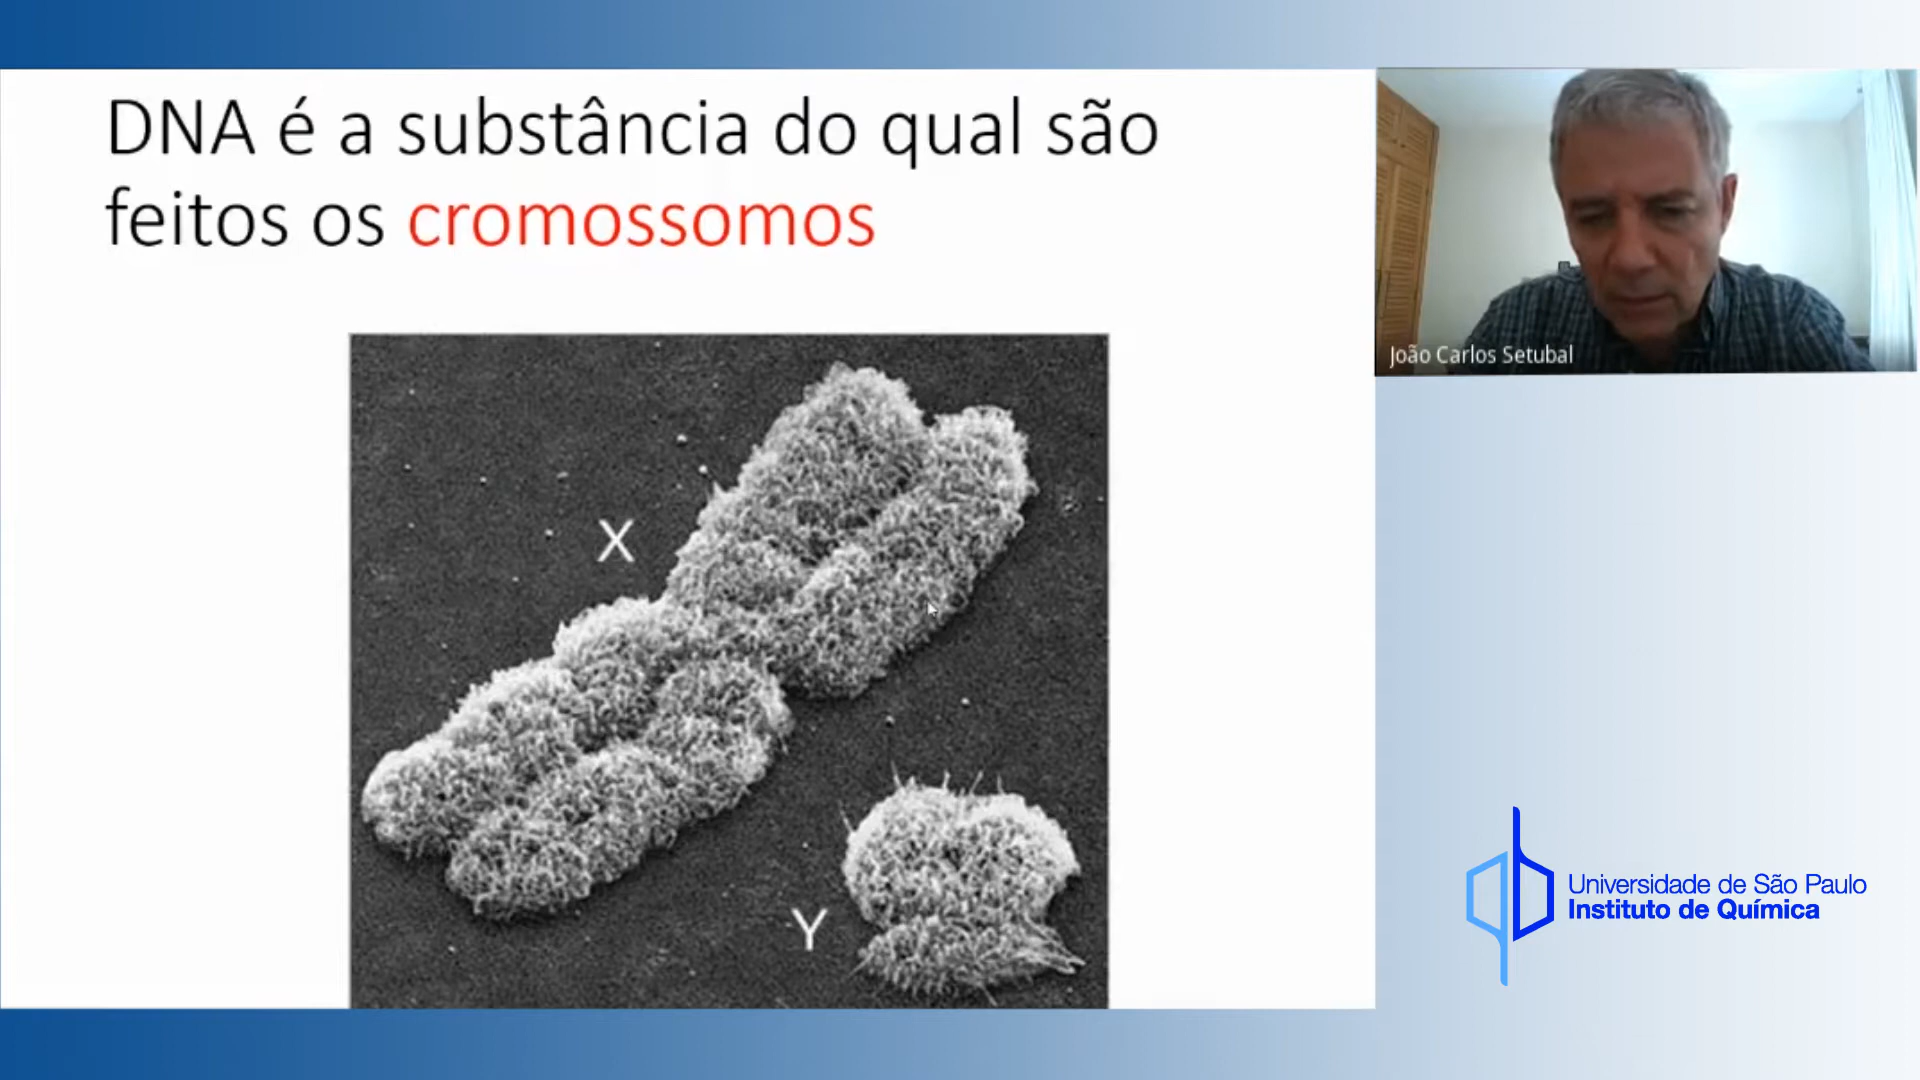 DNA é a substância do qual são
feitos os cromossomos
X
Y
João Carlos Setubal
Universidade de São Paulo
Instituto de Química